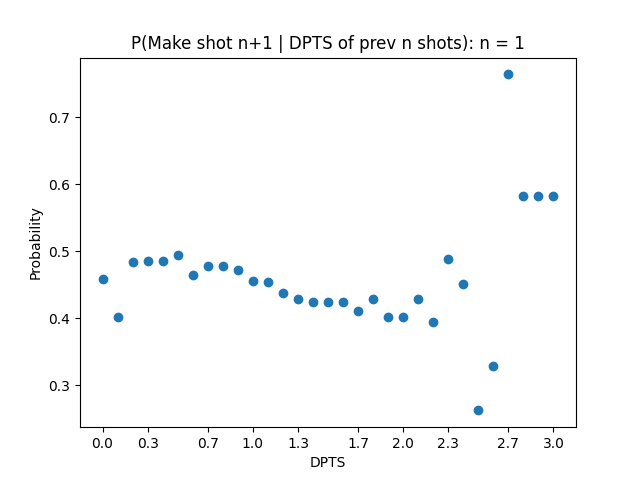 P(Make shot n+1 | DPTS of prev n shots): n = 1
Probability
0.7
0.6
0.5
0.4
0.3
0.0 0.3 0.7 1.0 1.3 1.7 2.0 2.3 2.7 3.0
DPTS